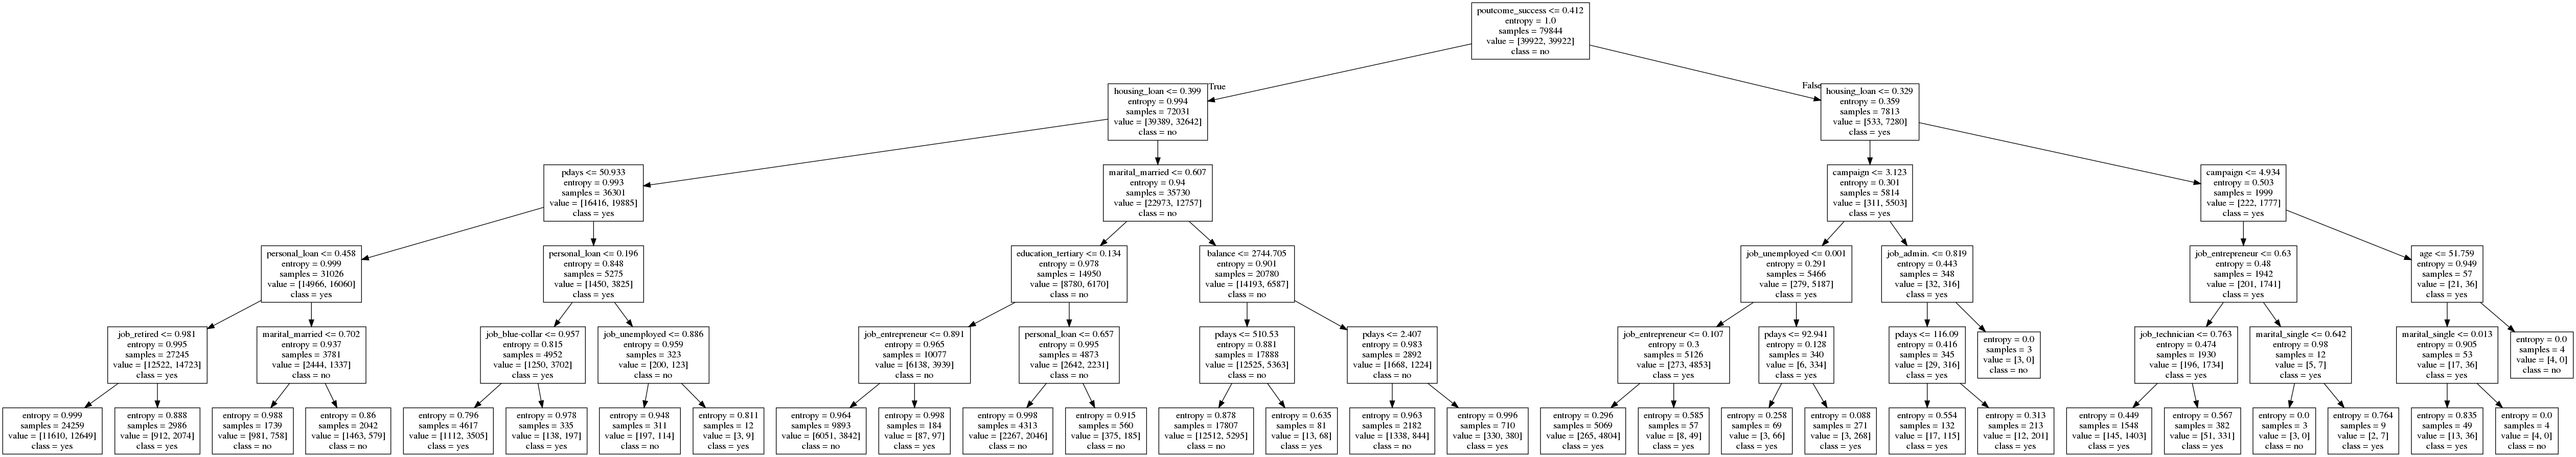 poutcome_success <= 0.412
entropy = 1.0
samples = 79844
value = [39922, 39922]
class = no
True
False
housing_loan <= 0.399
entropy = 0.994
samples = 72031
value = [39389, 32642]
class = no
housing_loan <= 0.329
entropy = 0.359
samples = 7813
value = [533, 7280]
class = yes
pdays <= 50.933
entropy = 0.993
samples = 36301
value = [16416, 19885]
class = yes
marital_married <= 0.607
entropy = 0.94
samples = 35730
value = [22973, 12757]
class = no
campaign <= 3.123
entropy = 0.301
samples = 5814
value = [311, 5503]
class = yes
campaign <= 4.934
entropy = 0.503
samples = 1999
value = [222, 1777]
class = yes
personal_loan <= 0.458
entropy = 0.999
samples = 31026
value = [14966, 16060]
class = yes
personal_loan <= 0.196
entropy = 0.848
samples = 5275
value = [1450, 3825]
class = yes
education_tertiary <= 0.134
entropy = 0.978
samples = 14950
value = [8780, 6170]
class = no
balance <= 2744.705
entropy = 0.901
samples = 20780
value = [14193, 6587]
class = no
job_unemployed <= 0.001
entropy = 0.291
samples = 5466
value = [279, 5187]
class = yes
job_admin. <= 0.819
entropy = 0.443
samples = 348
value = [32, 316]
class = yes
job_entrepreneur <= 0.63
entropy = 0.48
samples = 1942
value = [201, 1741]
class = yes
age <= 51.759
entropy = 0.949
samples = 57
value = [21, 36]
class = yes
job_retired <= 0.981
entropy = 0.995
samples = 27245
value = [12522, 14723]
class = yes
marital_married <= 0.702
entropy = 0.937
samples = 3781
value = [2444, 1337]
class = no
job_blue-collar <= 0.957
entropy = 0.815
samples = 4952
value = [1250, 3702]
class = yes
job_unemployed <= 0.886
entropy = 0.959
samples = 323
value = [200, 123]
class = no
job_entrepreneur <= 0.891
entropy = 0.965
samples = 10077
value = [6138, 3939]
class = no
personal_loan <= 0.657
entropy = 0.995
samples = 4873
value = [2642, 2231]
class = no
pdays <= 510.53
entropy = 0.881
samples = 17888
value = [12525, 5363]
class = no
pdays <= 2.407
entropy = 0.983
samples = 2892
value = [1668, 1224]
class = no
job_entrepreneur <= 0.107
entropy = 0.3
samples = 5126
value = [273, 4853]
class = yes
pdays <= 92.941
entropy = 0.128
samples = 340
value = [6, 334]
class = yes
pdays <= 116.09
entropy = 0.416
samples = 345
value = [29, 316]
class = yes
entropy = 0.0
samples = 3
value = [3, 0]
class = no
job_technician <= 0.763
entropy = 0.474
samples = 1930
value = [196, 1734]
class = yes
marital_single <= 0.642
entropy = 0.98
samples = 12
value = [5, 7]
class = yes
marital_single <= 0.013
entropy = 0.905
samples = 53
value = [17, 36]
class = yes
entropy = 0.0
samples = 4
value = [4, 0]
class = no
entropy = 0.999
samples = 24259
value = [11610, 12649]
class = yes
entropy = 0.888
samples = 2986
value = [912, 2074]
class = yes
entropy = 0.988
samples = 1739
value = [981, 758]
class = no
entropy = 0.86
samples = 2042
value = [1463, 579]
class = no
entropy = 0.796
samples = 4617
value = [1112, 3505]
class = yes
entropy = 0.978
samples = 335
value = [138, 197]
class = yes
entropy = 0.948
samples = 311
value = [197, 114]
class = no
entropy = 0.811
samples = 12
value = [3, 9]
class = yes
entropy = 0.964
samples = 9893
value = [6051, 3842]
class = no
entropy = 0.998
samples = 184
value = [87, 97]
class = yes
entropy = 0.998
samples = 4313
value = [2267, 2046]
class = no
entropy = 0.915
samples = 560
value = [375, 185]
class = no
entropy = 0.878
samples = 17807
value = [12512, 5295]
class = no
entropy = 0.635
samples = 81
value = [13, 68]
class = yes
entropy = 0.963
samples = 2182
value = [1338, 844]
class = no
entropy = 0.996
samples = 710
value = [330, 380]
class = yes
entropy = 0.296
samples = 5069
value = [265, 4804]
class = yes
entropy = 0.585
samples = 57
value = [8, 49]
class = yes
entropy = 0.258
samples = 69
value = [3, 66]
class = yes
entropy = 0.088
samples = 271
value = [3, 268]
class = yes
entropy = 0.554
samples = 132
value = [17, 115]
class = yes
entropy = 0.313
samples = 213
value = [12, 201]
class = yes
entropy = 0.449
samples = 1548
value = [145, 1403]
class = yes
entropy = 0.567
samples = 382
value = [51, 331]
class = yes
entropy = 0.0
samples = 3
value = [3, 0]
class = no
entropy = 0.764
samples = 9
value = [2, 7]
class = yes
entropy = 0.835
samples = 49
value = [13, 36]
class = yes
entropy = 0.0
samples = 4
value = [4, 0]
class = no